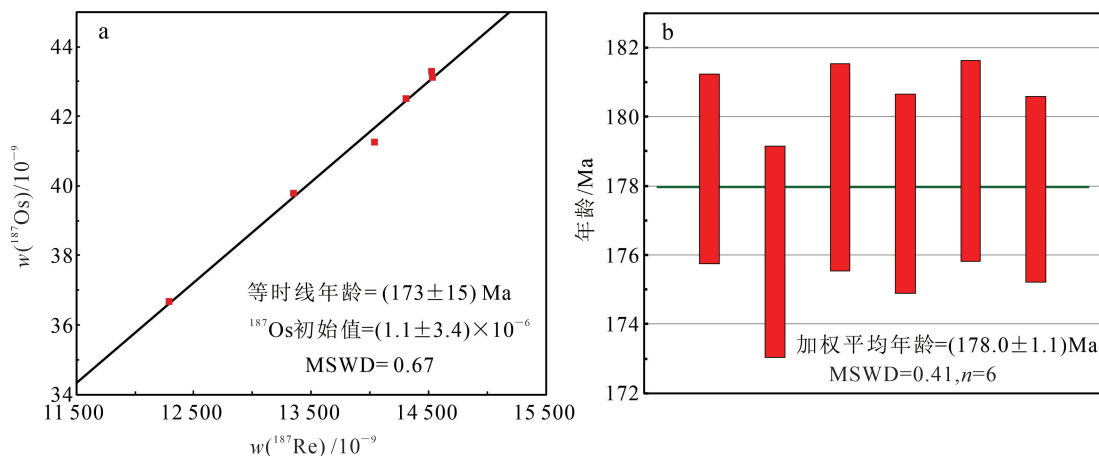 a
44
42
40
38
36
34
w(¹⁸⁷Os)/10⁻⁹
等时线年龄=(173±15) Ma
¹⁸⁷Os初始值=(1.1±3.4)×10⁻⁶
MSWD=0.67
11 500 12 500 13 500 14 500 15 500
w(¹⁸⁷Re)/10⁻⁹
b
182
180
178
176
174
172
年龄/Ma
加权平均年龄=(178.0±1.1)Ma
MSWD=0.41,n=6